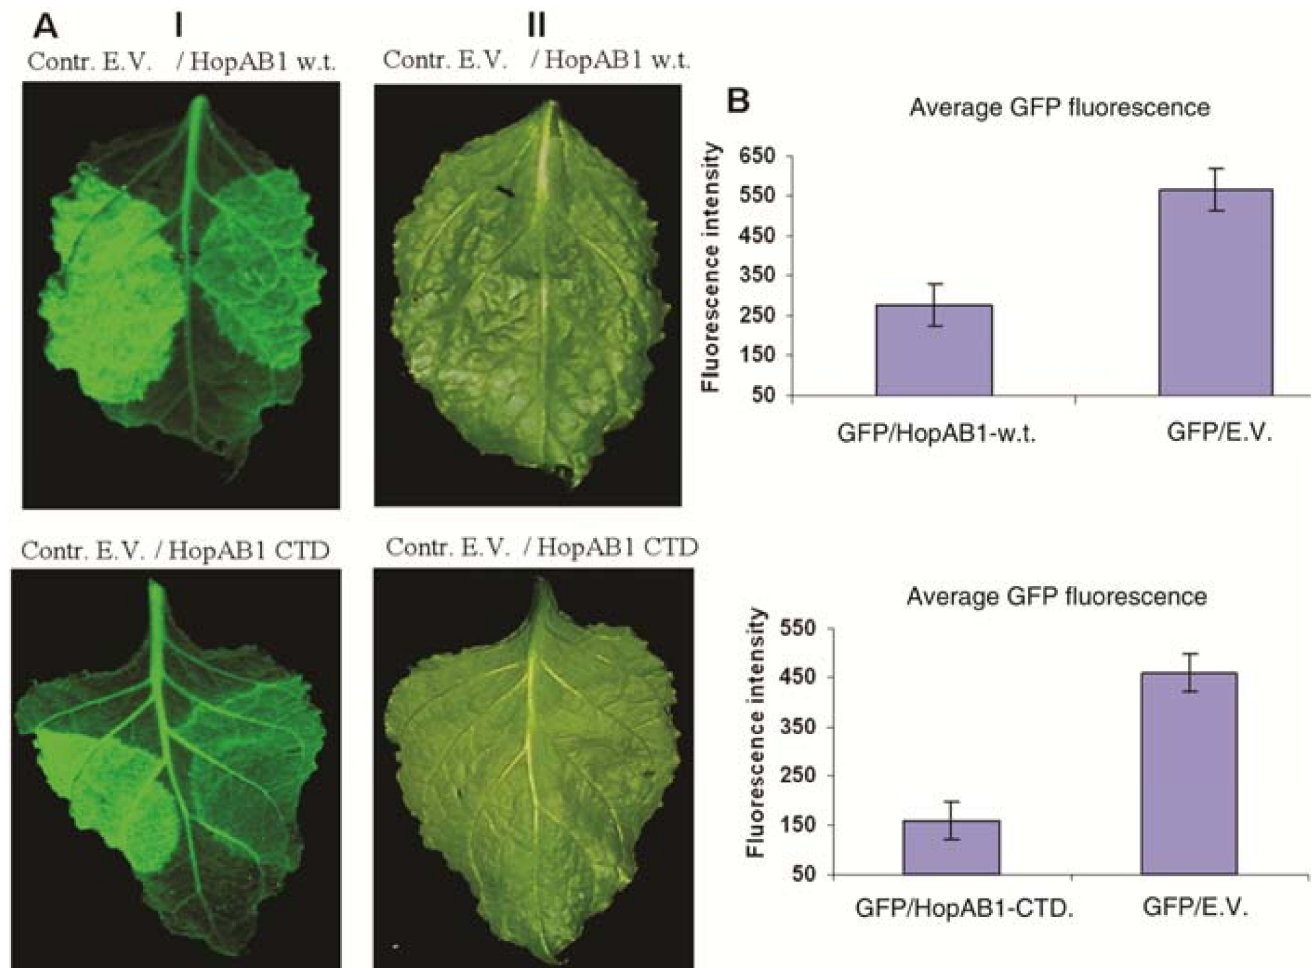 A I II
Contr. E.V. / HopAB1 w.t.
Contr. E.V. / HopAB1 w.t.
B
Average GFP fluorescence
Fluorescence intensity
650
550
450
350
250
150
50
GFP/HopAB1-w.t. GFP/E.V.
Contr. E.V. / HopAB1 CTD
Contr. E.V. / HopAB1 CTD
Average GFP fluorescence
Fluorescence intensity
550
450
350
250
150
50
GFP/HopAB1-CTD. GFP/E.V.